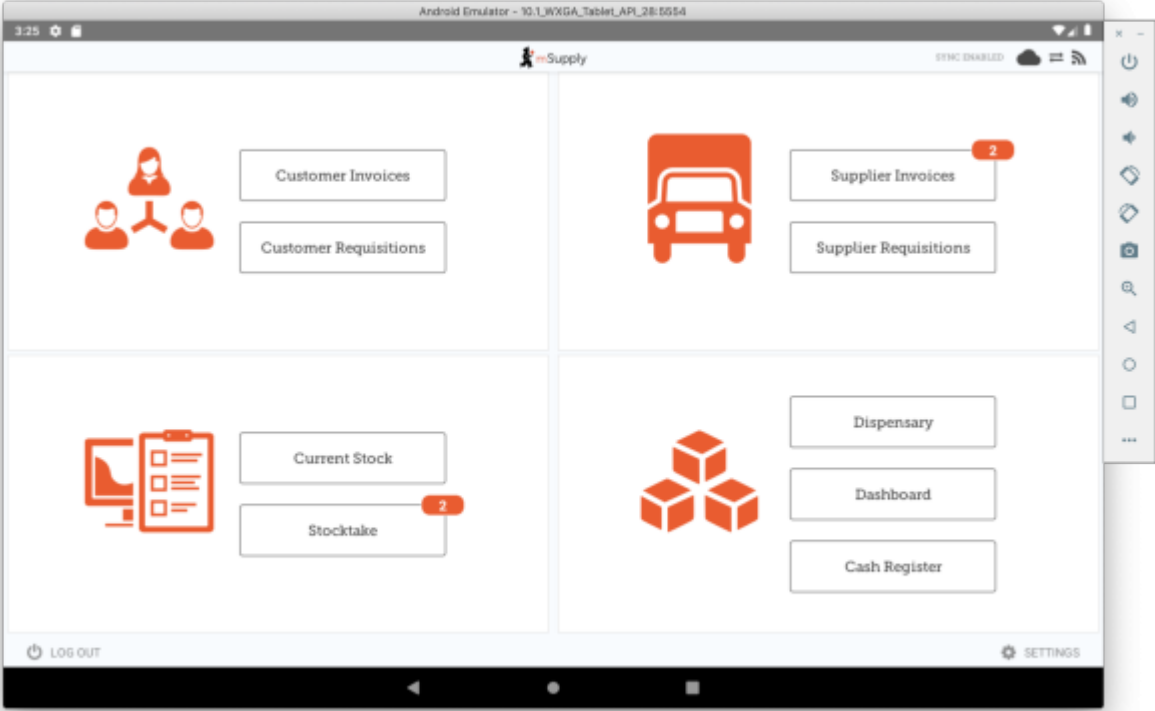 Android Emulator - 10.1_WXGA_Tablet_API_28:5554
3:25
mSupply
SYNC ENABLED
Customer Invoices
Customer Requisitions
2
Supplier Invoices
Supplier Requisitions
Current Stock
2
Stocktake
Dispensary
Dashboard
Cash Register
LOG OUT
SETTINGS